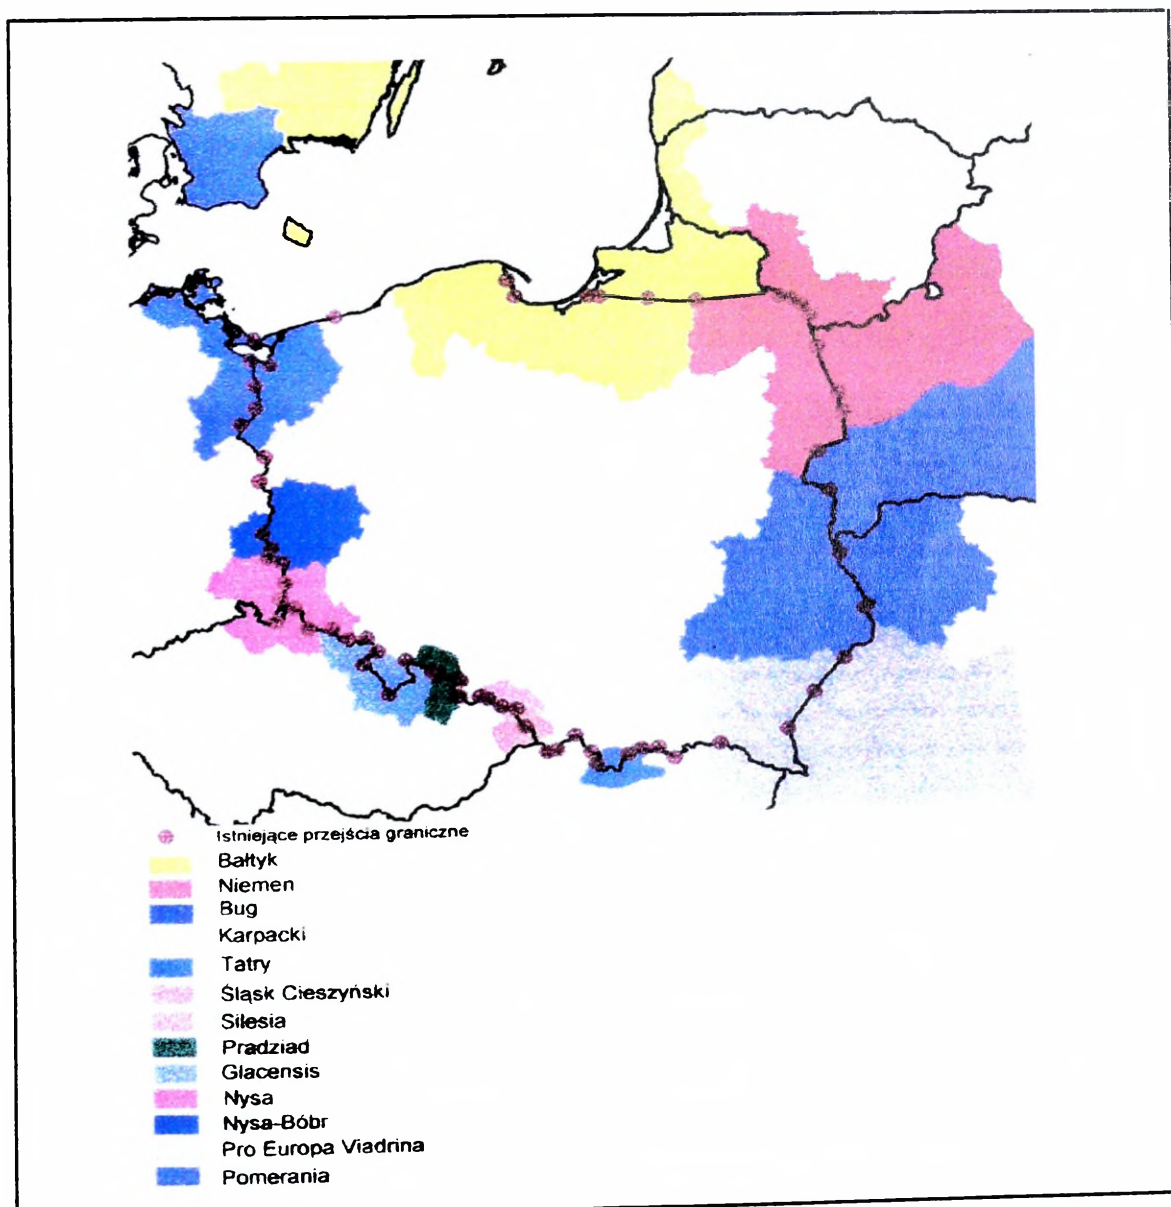 Istniejące przejścia graniczne
Bałtyk
Niemen
Bug
Karpacki
Tatry
Śląsk Cieszyński
Silesia
Pradziad
Glacensis
Nysa
Nysa-Bóbr
Pro Europa Viadrina
Pomerania